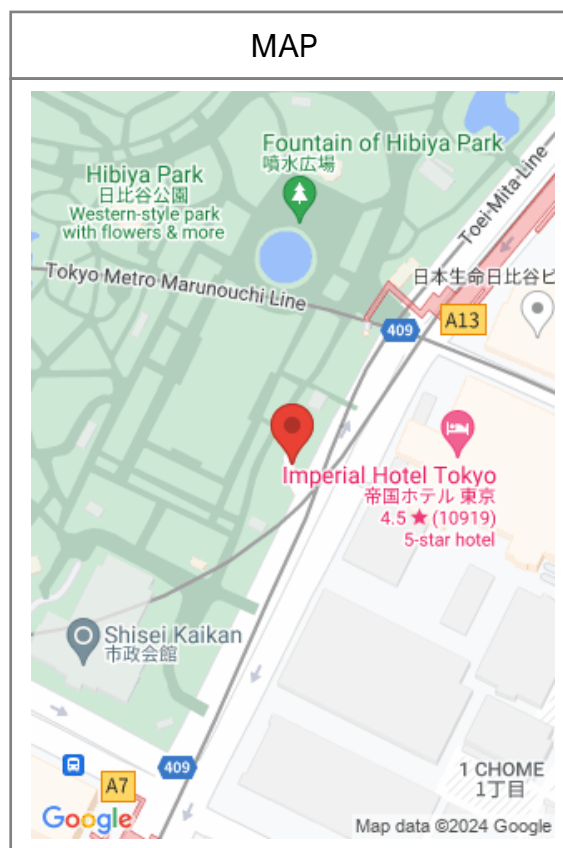 MAP
Fountain of Hibiya Park
噴水広場
Hibiya Park
日比谷公園
Western-style park
with flowers & more
Toei-Mita-Line
Tokyo Metro Marunouchi Line
日本生命日比谷ビ
A13
409
Imperial Hotel Tokyo
帝国ホテル 東京
4.5 ★ (10919)
5-star hotel
Shisei Kaikan
市政会館
409
A7
1 CHOME
1丁目
Google
Map data ©2024 Google